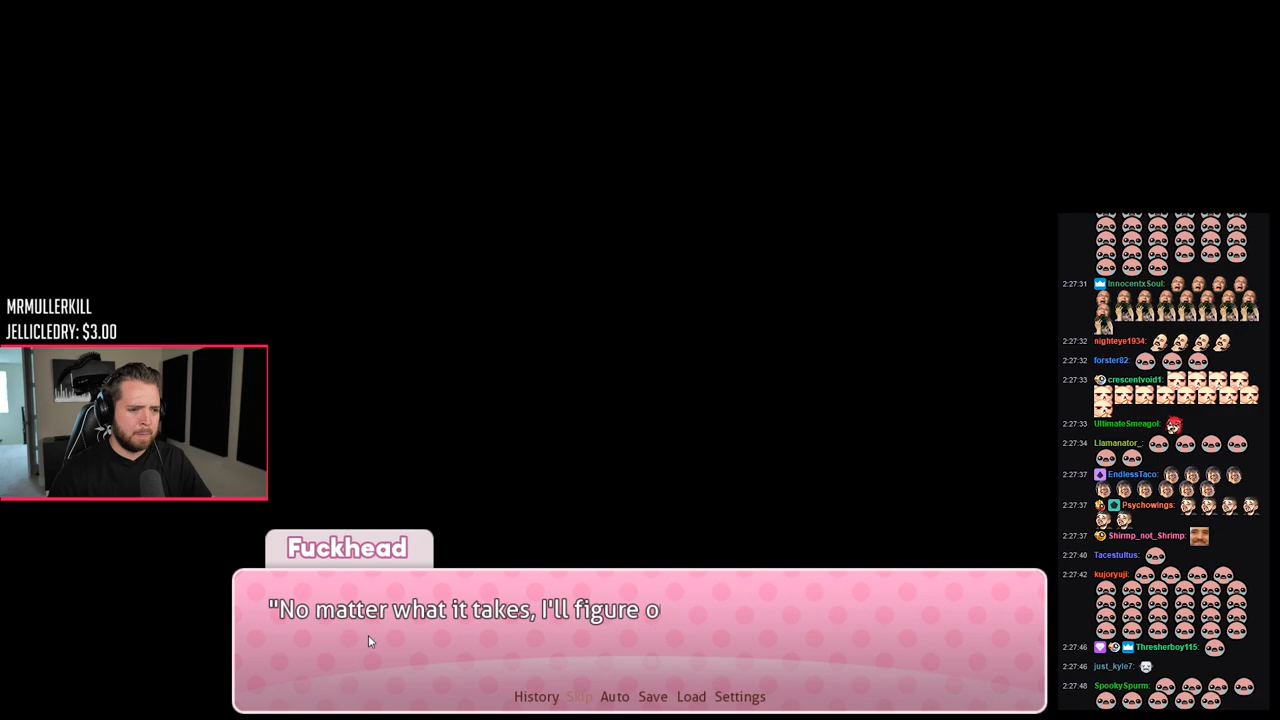 MRMULLERKILL
JELLICLEDRY: $3.00
Fuckhead
"No matter what it takes, I'll figure o
History Skip Auto Save Load Settings
2:27:31 InnocentxSoul:
2:27:32 nighteye1934:
2:27:32 forster82:
2:27:33 crescentvoid1:
2:27:33 UltimateSmeagol:
2:27:34 Llamanator_:
2:27:37 EndlessTaco:
2:27:37 Psychowings:
2:27:37 Shirmp_not_Shrimp:
2:27:40 Tacestultus:
2:27:42 kujoryuji:
2:27:46 Thresherboy115:
2:27:46 just_kyle7:
2:27:48 SpookySpurm: